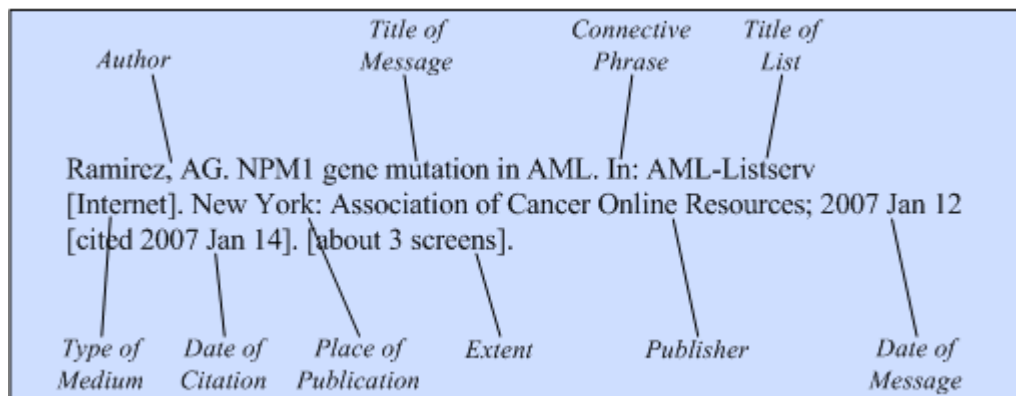 Title of Connective Title of
Author Message Phrase List
Ramirez, AG. NPM1 gene mutation in AML. In: AML-Listserv
[Internet]. New York: Association of Cancer Online Resources; 2007 Jan 12
[cited 2007 Jan 14]. [about 3 screens].
Type of Date of Place of Extent Publisher Date of
Medium Citation Publication Message